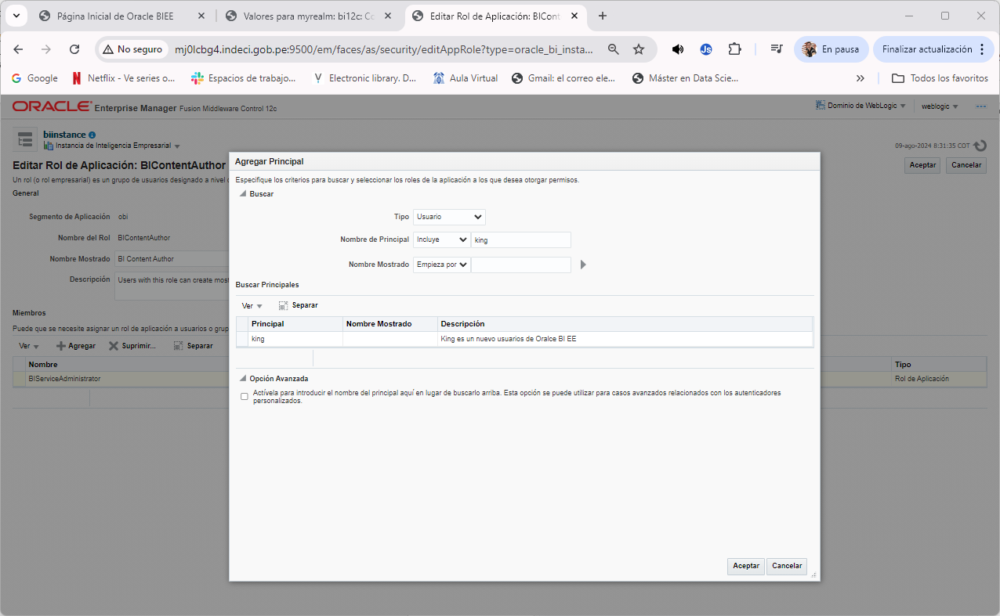 Página Inicial de Oracle BIEE
Valores para myrealm: bi12c: Co
Editar Rol de Aplicación: BICont
No seguro
mj0lcbg4.indeci.gob.pe:9500/em/faces/as/security/editAppRole?type=oracle_bi_insta...
Js
En pausa
Finalizar actualización
Google
Netflix - Ve series o...
Espacios de trabajo...
Electronic library. D...
Aula Virtual
Gmail: el correo ele...
Máster en Data Scie...
Todos los favoritos
ORACLE Enterprise Manager Fusion Middleware Control 12c
Dominio de WebLogic
weblogic
biinstance
Instancia de Inteligencia Empresarial
09-ago-2024 8:31:35 COT
Editar Rol de Aplicación: BIContentAuthor
Aceptar
Cancelar
Un rol (o rol empresarial) es un grupo de usuarios designado a nivel
General
Segmento de Aplicación obi
Nombre del Rol BIContentAuthor
Nombre Mostrado BI Content Author
Descripción Users with this role can create most
Miembros
Puede que se necesite asignar un rol de aplicación a usuarios o grup
Ver
Agregar
Suprimir...
Separar
Nombre
Tipo
BIServiceAdministrator
Rol de Aplicación
Agregar Principal
Especifique los criterios para buscar y seleccionar los roles de la aplicación a los que desea otorgar permisos.
Buscar
Tipo Usuario
Nombre de Principal Incluye king
Nombre Mostrado Empieza por
Buscar Principales
Ver
Separar
Principal Nombre Mostrado Descripción
king King es un nuevo usuarios de Oralce BI EE
Opción Avanzada
Actívela para introducir el nombre del principal aquí en lugar de buscarlo arriba. Esta opción se puede utilizar para casos avanzados relacionados con los autenticadores
personalizados.
Aceptar
Cancelar